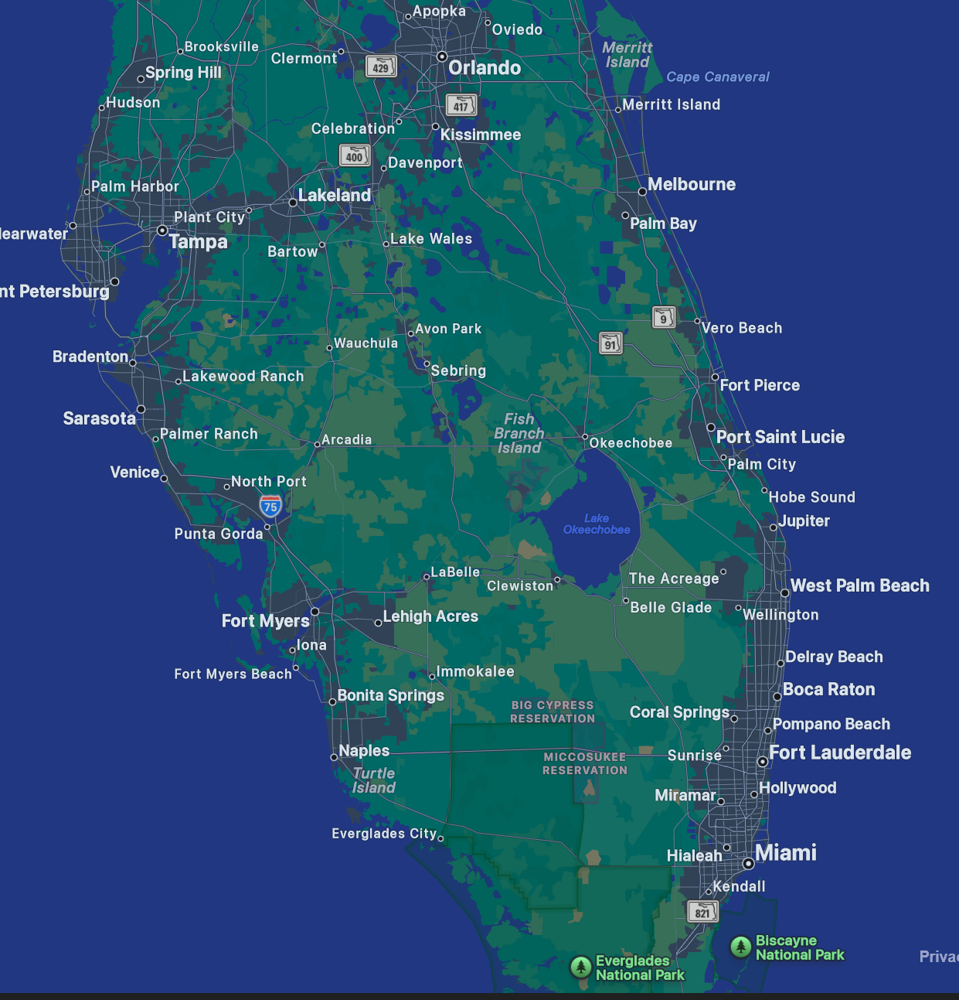 Apopka
Oviedo
Brooksville
Clermont
Merritt
Island
429
Orlando
Spring Hill
Cape Canaveral
Hudson
417
Merritt Island
Celebration
Kissimmee
400
Davenport
Palm Harbor
Melbourne
Lakeland
Plant City
Palm Bay
learwater
Tampa
Bartow
Lake Wales
nt Petersburg
9
Vero Beach
Avon Park
Wauchula
91
Bradenton
Sebring
Lakewood Ranch
Fort Pierce
Sarasota
Fish
Branch
Island
Palmer Ranch
Arcadia
Okeechobee
Port Saint Lucie
Venice
Palm City
North Port
Hobe Sound
75
Jupiter
Lake
Okeechobee
Punta Gorda
LaBelle
Clewiston
The Acreage
West Palm Beach
Belle Glade
Wellington
Fort Myers
Lehigh Acres
Iona
Delray Beach
Fort Myers Beach
Immokalee
Boca Raton
Bonita Springs
BIG CYPRESS
RESERVATION
Coral Springs
Pompano Beach
Naples
MICCOSUKEE
RESERVATION
Sunrise
Fort Lauderdale
Turtle
Island
Miramar
Hollywood
Everglades City
Hialeah
Miami
Kendall
821
Biscayne
National Park
Everglades
National Park
Priva